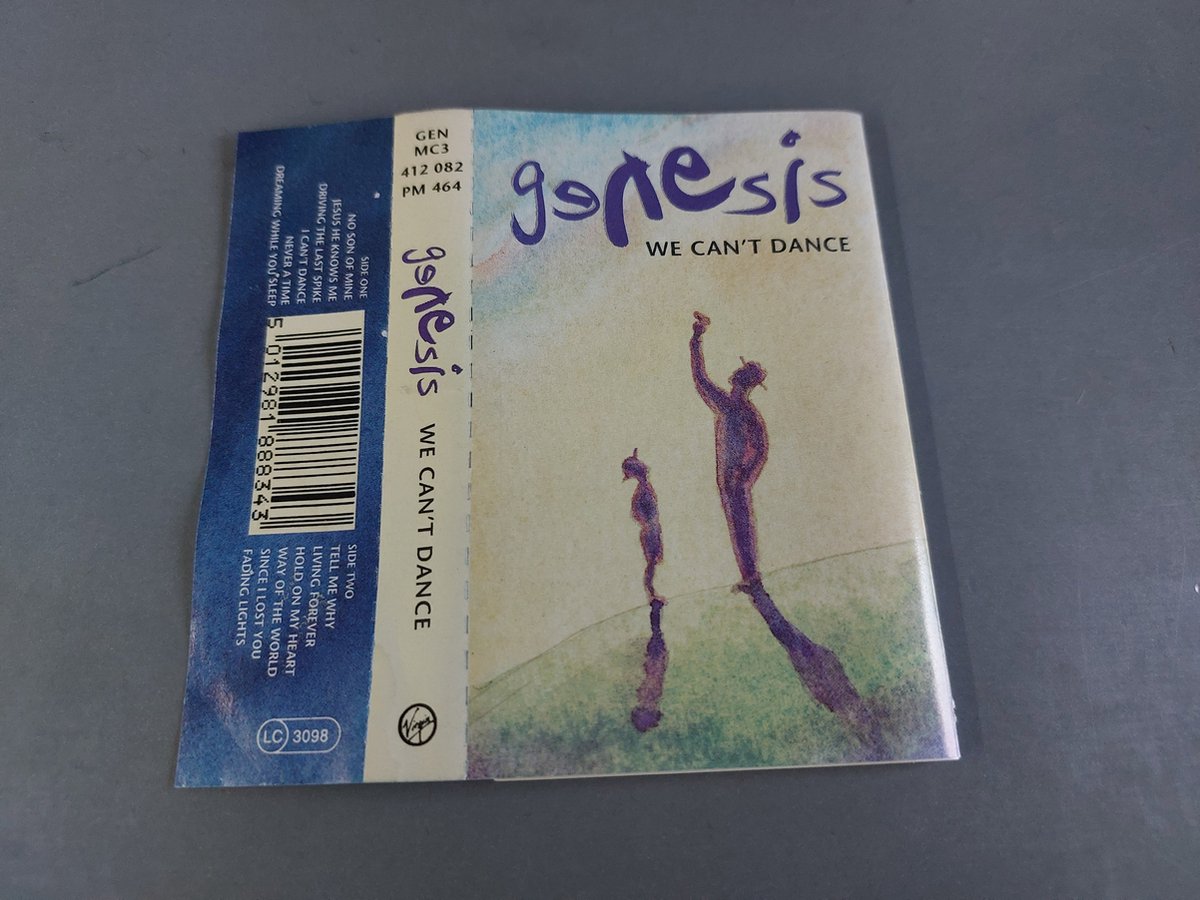 genesis
WE CAN'T DANCE
GEN
MC3
412 082
PM 464
genesis WE CAN'T DANCE
Virgin
SIDE ONE
NO SON OF MINE
JESUS HE KNOWS ME
DRIVING THE LAST SPIKE
I CAN'T DANCE
NEVER A TIME
DREAMING WHILE YOU SLEEP
5 012981 888343
SIDE TWO
TELL ME WHY
LIVING FOREVER
HOLD ON MY HEART
WAY OF THE WORLD
SINCE I LOST YOU
FADING LIGHTS
LC 3098